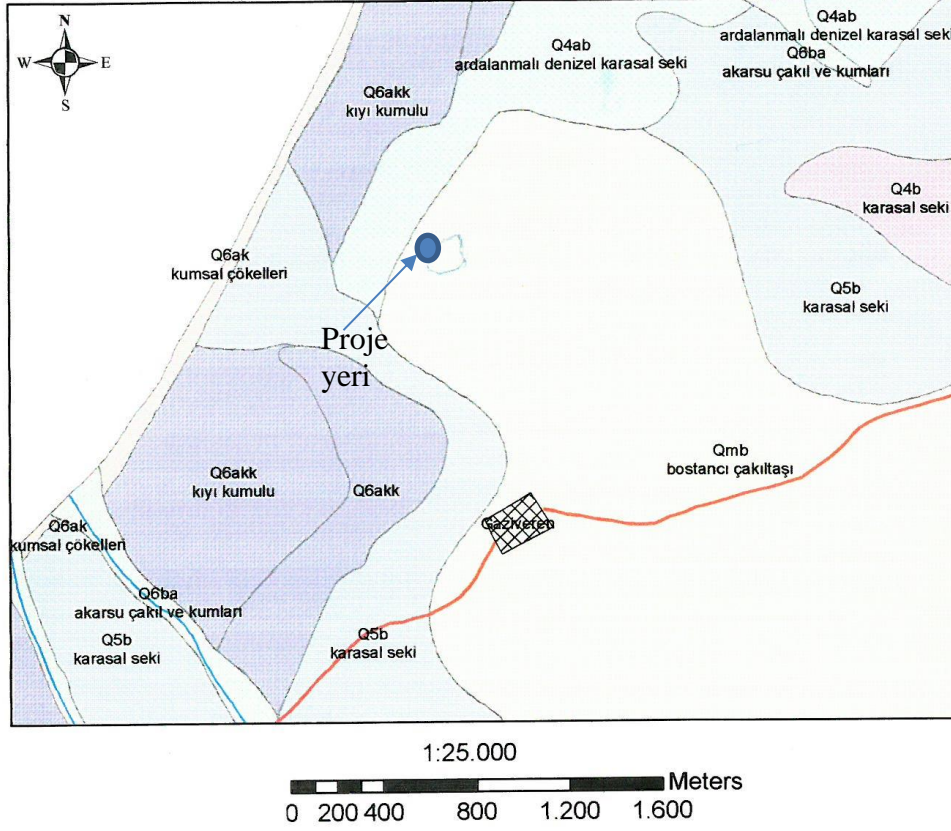 N
W
E
S
Q4ab
ardalanmalı denizel karasal seki
Q6ba
akarsu çakıl ve kumları
Q4ab
ardalanmalı denizel karasal seki
Q6akk
kıyı kumulu
Q4b
karasal seki
Q6ak
kumsal çökelleri
Q5b
karasal seki
Proje
yeri
Qmb
bostancı çakıltaşı
Q6akk
kıyı kumulu
Q6akk
Gaziveren
Q6ak
kumsal çökelleri
Q6ba
akarsu çakıl ve kumları
Q5b
karasal seki
Q5b
karasal seki
1:25.000
Meters
0 200 400 800 1.200 1.600